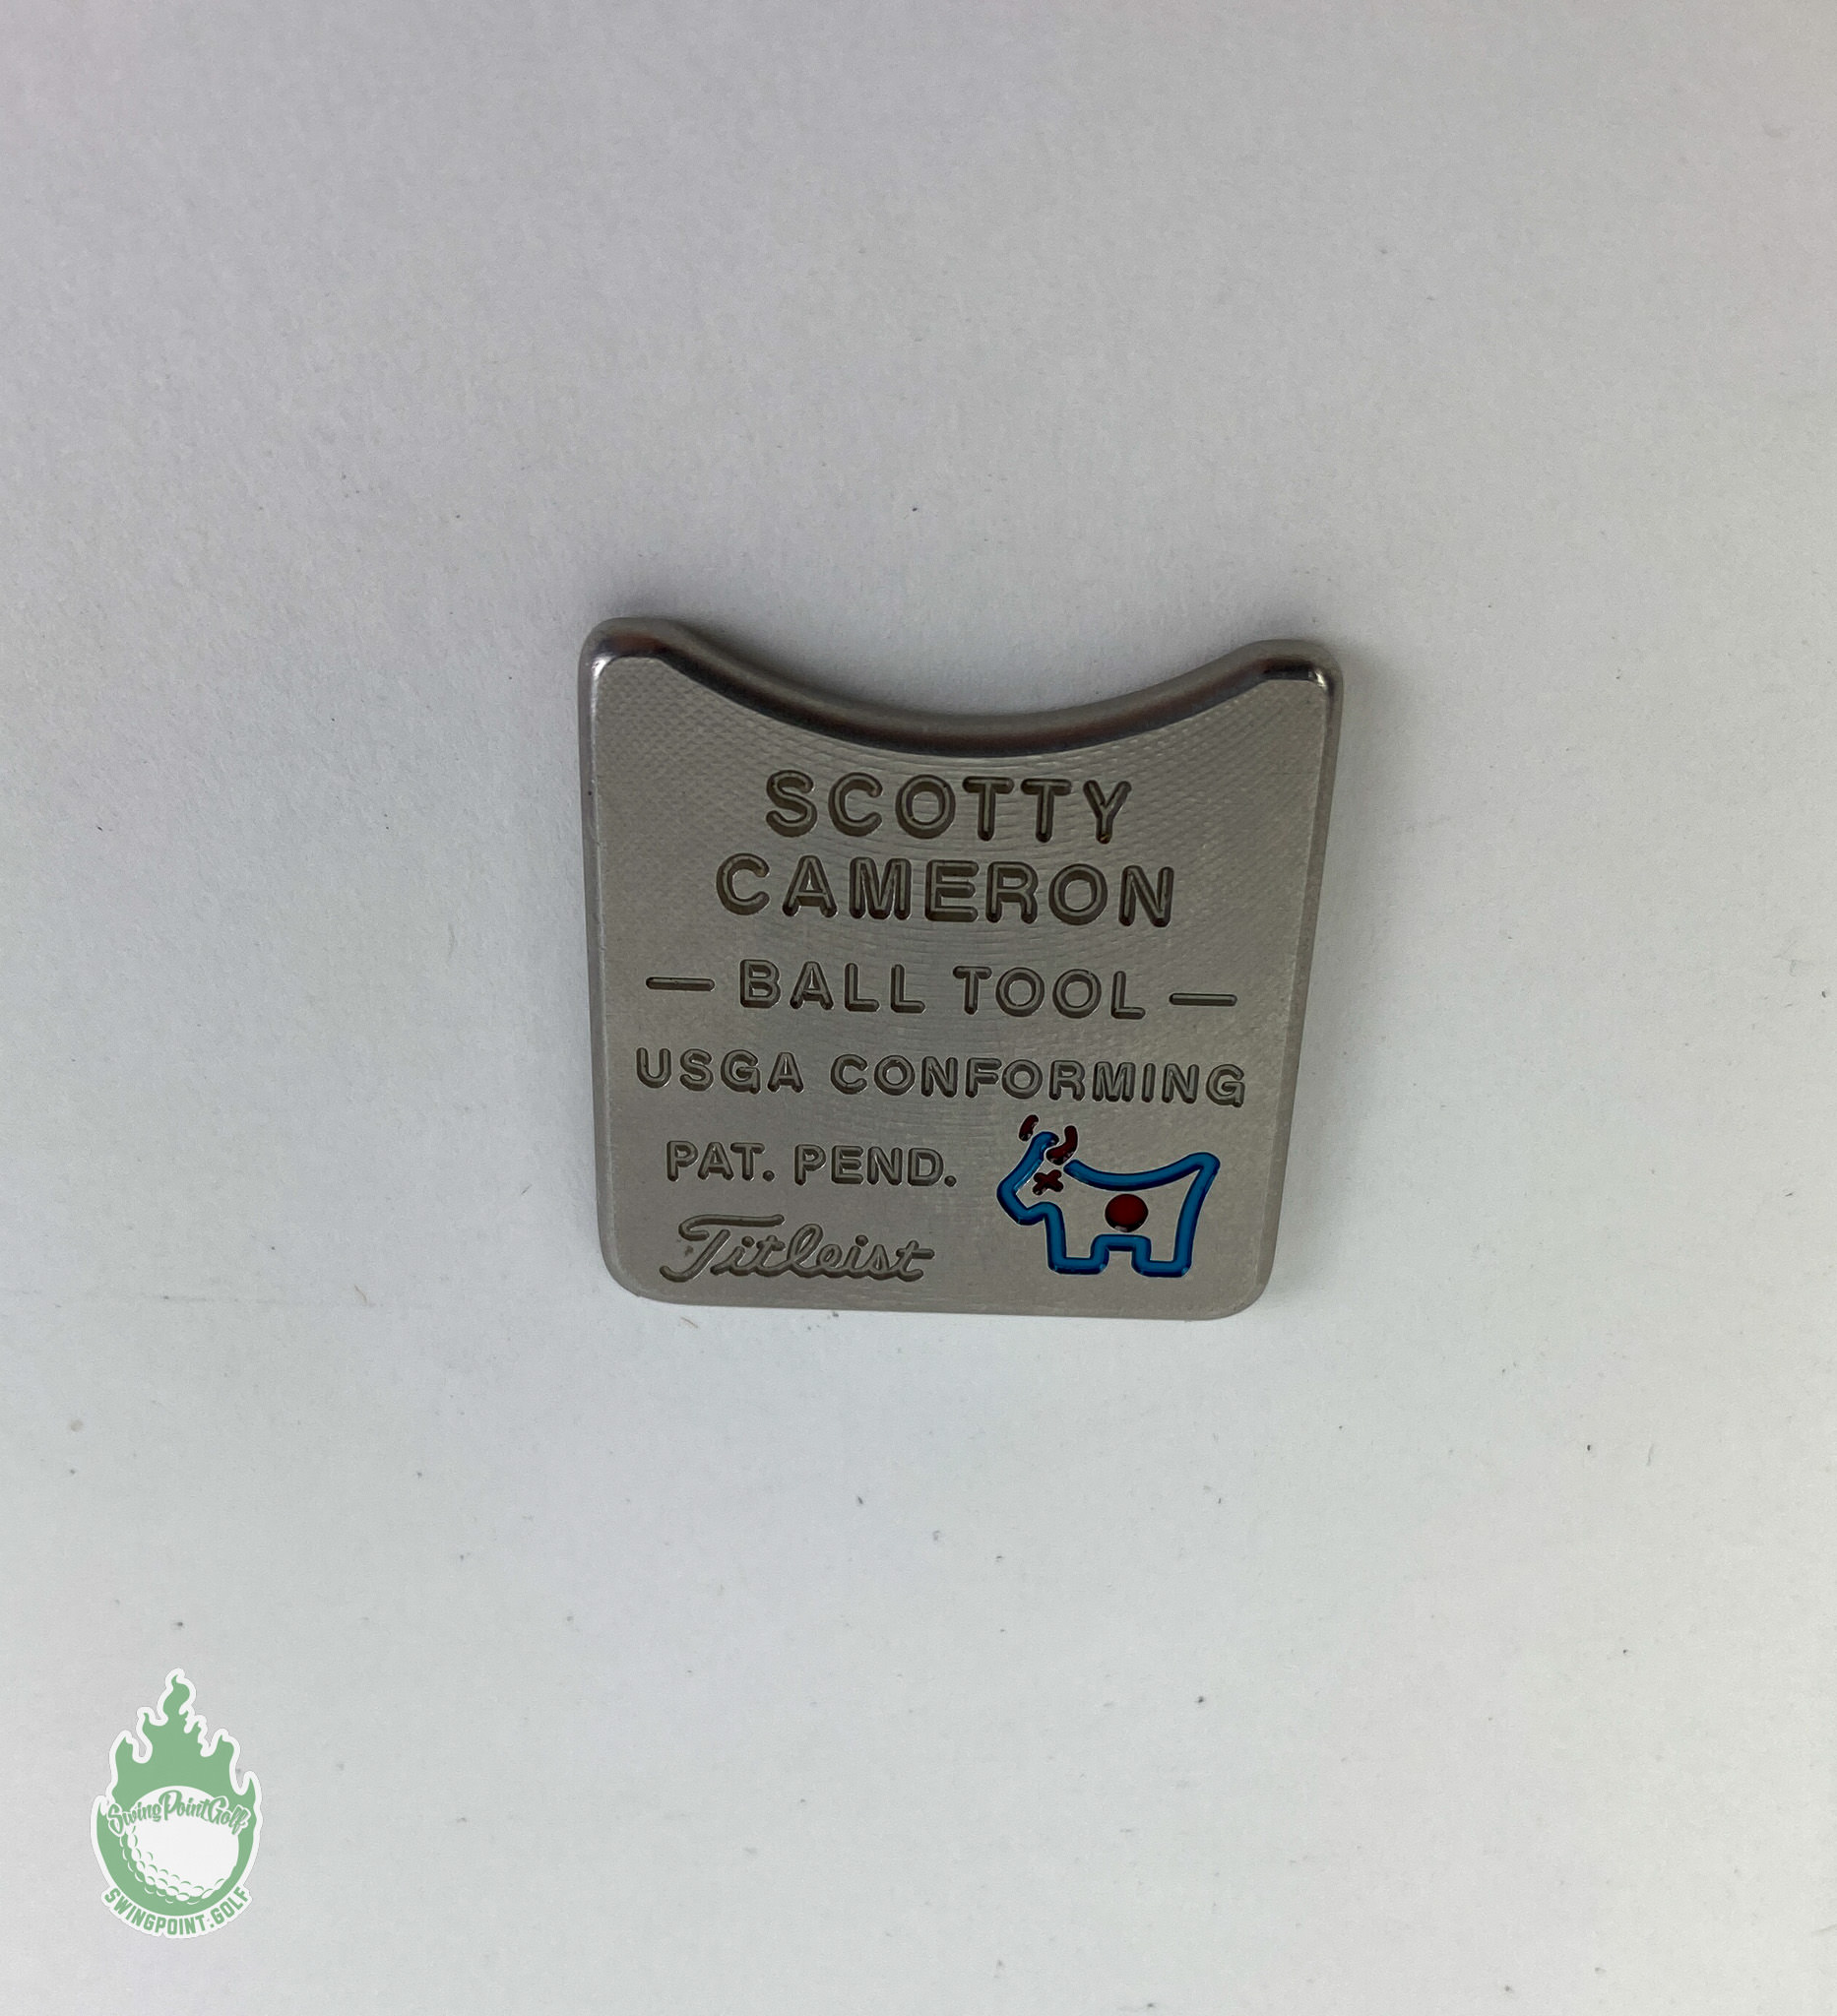 SCOTTY
CAMERON
— BALL TOOL —
USGA CONFORMING
PAT. PEND.
Titleist
SwingPointGolf
SWINGPOINT.GOLF